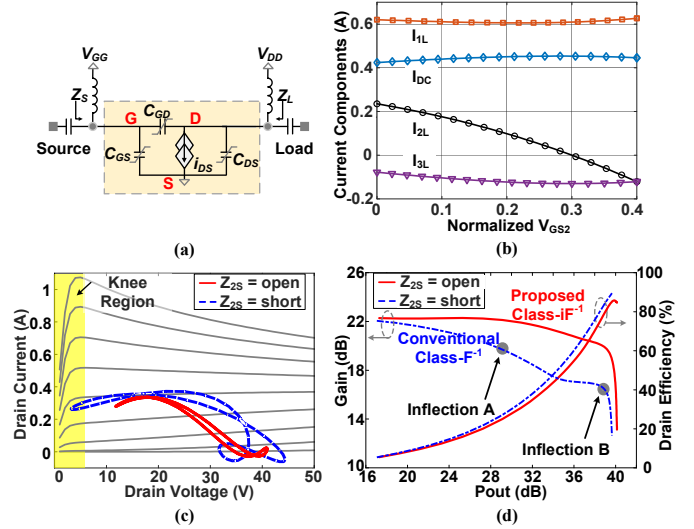 V_GG
V_DD
Z_S
Z_L
C_GD
G
D
Source
Load
C_GS
i_DS
C_DS
S
(a)
Current Components (A)
0.6
0.4
0.2
0
-0.2
I_1L
I_DC
I_2L
I_3L
0
0.1
0.2
0.3
0.4
Normalized V_GS2
(b)
Drain Current (A)
1
0.8
0.6
0.4
0.2
0
Knee
Region
Z_2S = open
Z_2S = short
0
10
20
30
40
50
Drain Voltage (V)
(c)
Gain (dB)
26
22
18
14
10
Z_2S = open
Z_2S = short
Proposed
Class-iF^-1
Conventional
Class-F^-1
Inflection A
Inflection B
100
80
60
40
20
0
Drain Efficiency (%)
16
20
24
28
32
36
40
Pout (dB)
(d)